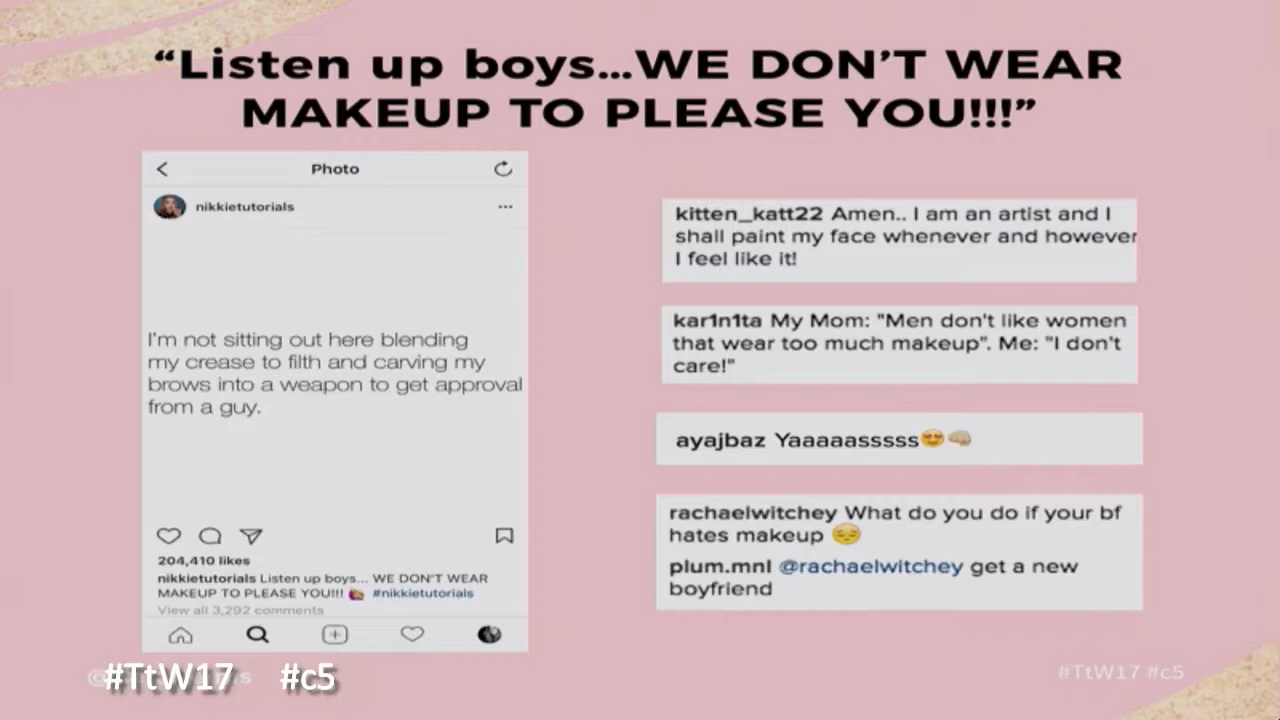 “Listen up boys...WE DON’T WEAR
MAKEUP TO PLEASE YOU!!!”
Photo
nikkietutorials
I'm not sitting out here blending
my crease to filth and carving my
brows into a weapon to get approval
from a guy.
204,410 likes
nikkietutorials Listen up boys... WE DON'T WEAR
MAKEUP TO PLEASE YOU!!! #nikkietutorials
View all 3,292 comments
kitten_katt22 Amen.. I am an artist and I
shall paint my face whenever and however
I feel like it!
kar1n1ta My Mom: "Men don't like women
that wear too much makeup". Me: "I don't
care!"
ayajbaz Yaaaaasssss😍👊🏼
rachaelwitchey What do you do if your bf
hates makeup 😔
plum.mnl @rachaelwitchey get a new
boyfriend
#TtW17 #c5
#TtW17 #c5